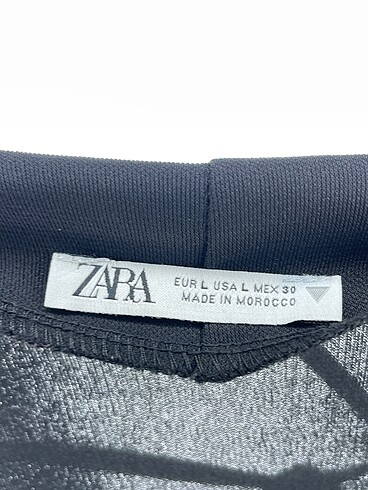 ZARA
EUR L USA L MEX 30
MADE IN MOROCCO